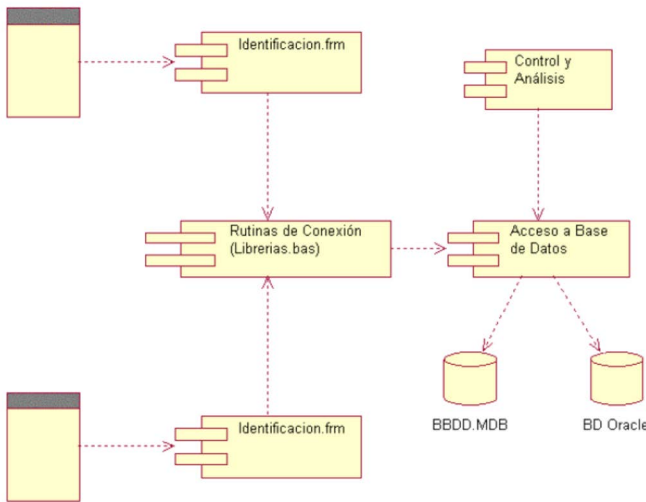 Identificacion.frm
Control y
Análisis
Rutinas de Conexión
(Librerias.bas)
Acceso a Base
de Datos
BBDD.MDB
BD Oracle
Identificacion.frm